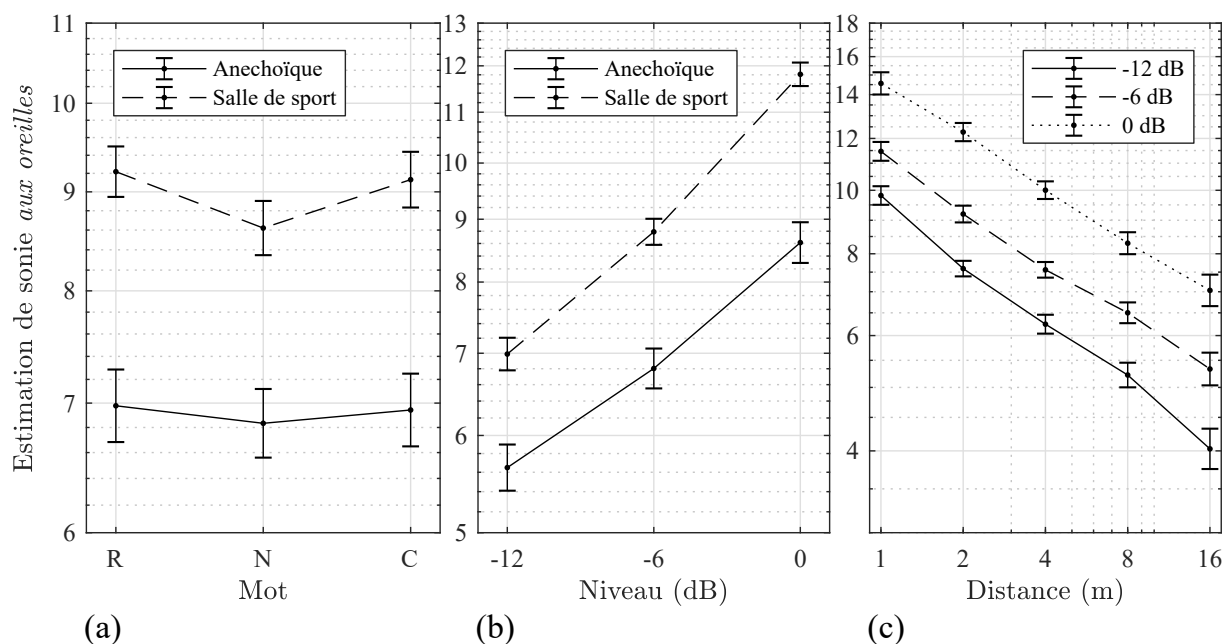 Estimation de sonie aux oreilles
11
10
9
8
7
6
Anechoïque
Salle de sport
R N C
Mot
(a)
13
12
11
10
9
8
7
6
5
Anechoïque
Salle de sport
-12 -6 0
Niveau (dB)
(b)
18
16
14
12
10
8
6
4
-12 dB
-6 dB
0 dB
1 2 4 8 16
Distance (m)
(c)